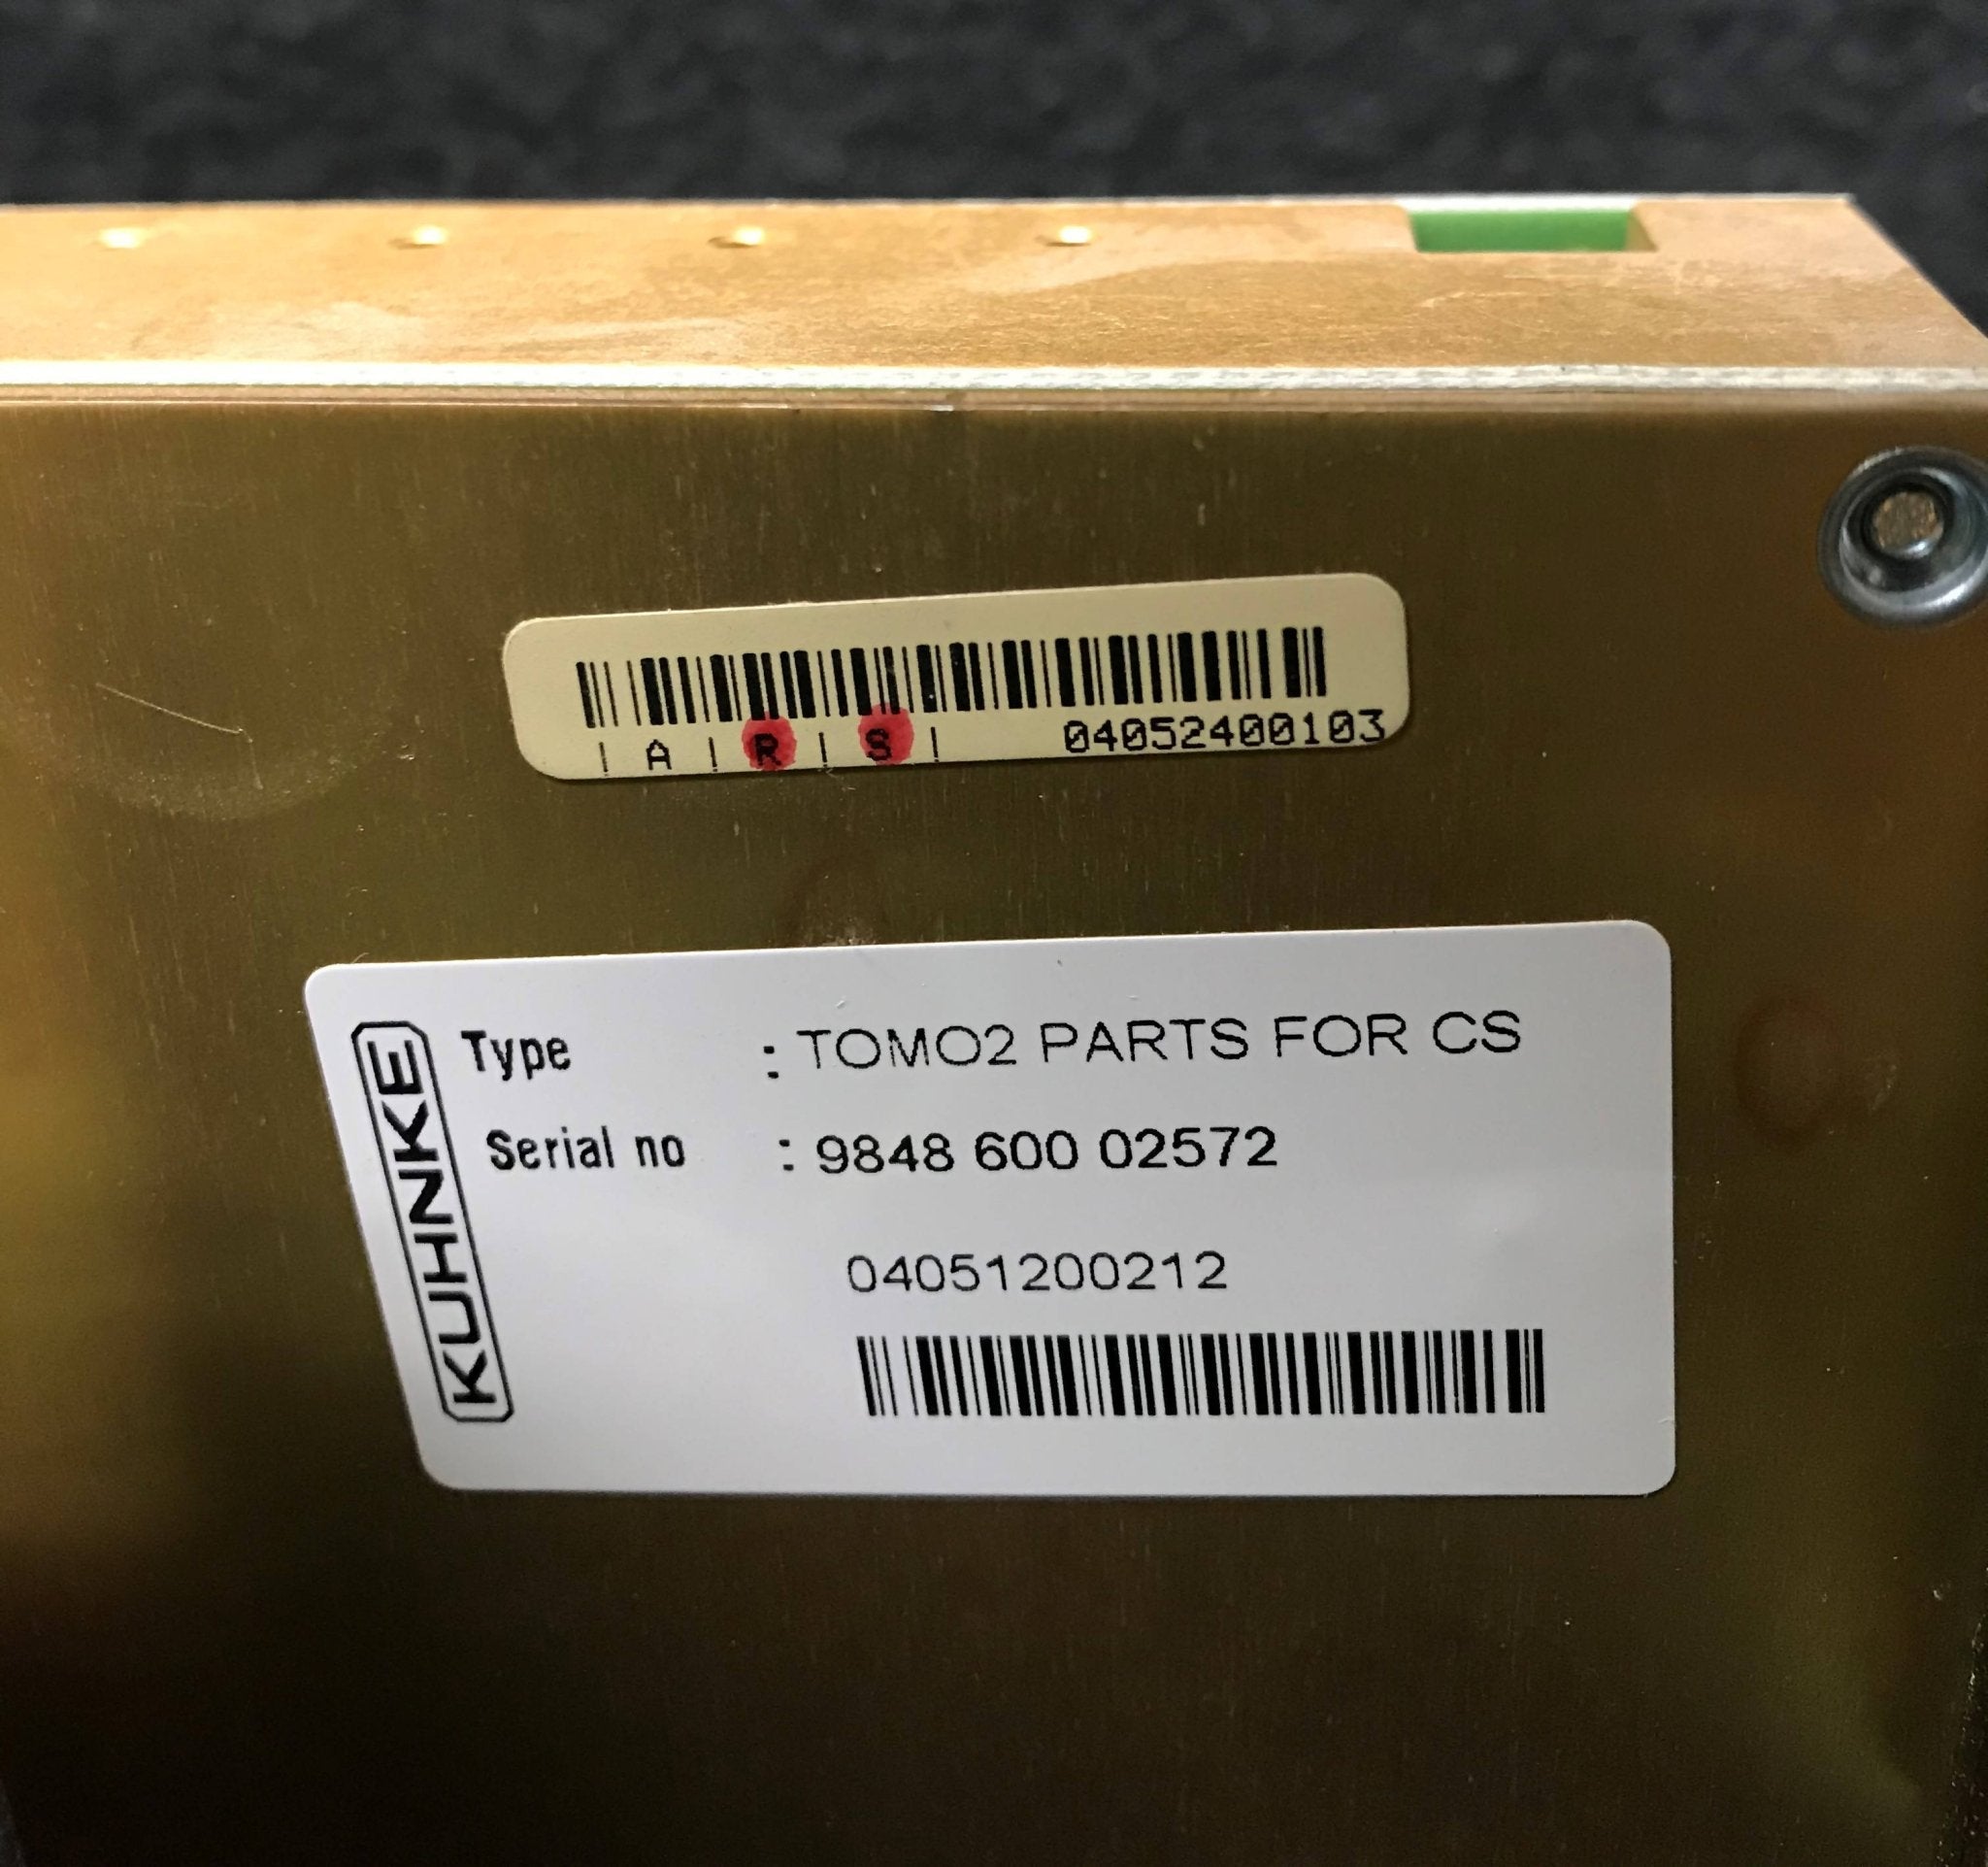 | A | R | S | 04052400103
KUHNKE
Type : TOMO2 PARTS FOR CS
Serial no : 9848 600 02572
04051200212